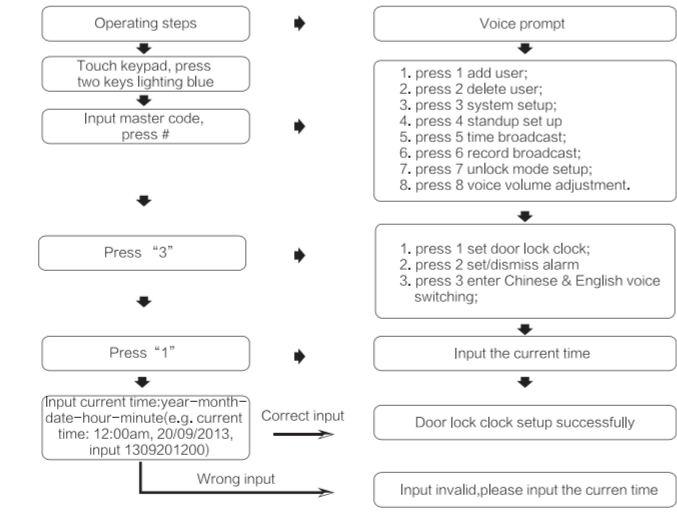 Operating steps
Voice prompt
Touch keypad, press
two keys lighting blue
Input master code,
press #
1. press 1 add user;
2. press 2 delete user;
3. press 3 system setup;
4. press 4 standup set up
5. press 5 time broadcast;
6. press 6 record broadcast;
7. press 7 unlock mode setup;
8. press 8 voice volume adjustment.
Press “3”
1. press 1 set door lock clock;
2. press 2 set/dismiss alarm
3. press 3 enter Chinese & English voice
switching;
Press “1”
Input the current time
Input current time:year-month-
date-hour-minute(e.g. current
time: 12:00am, 20/09/2013,
input 1309201200)
Correct input
Door lock clock setup successfully
Wrong input
Input invalid,please input the curren time